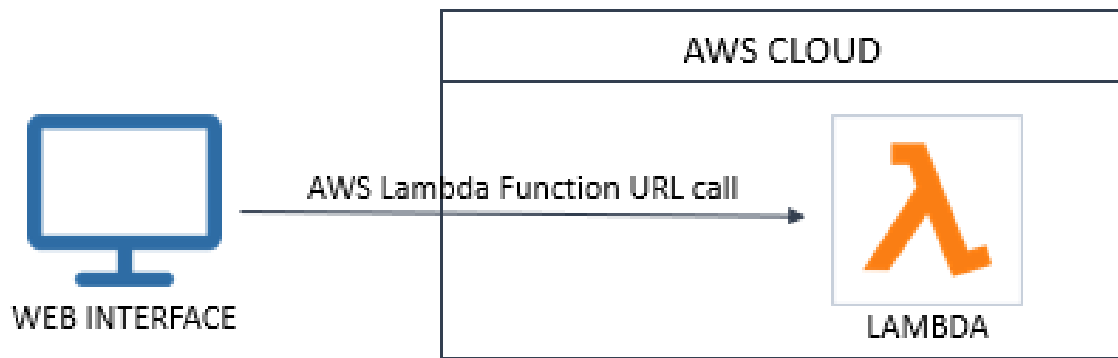 AWS CLOUD
AWS Lambda Function URL call
WEB INTERFACE
LAMBDA